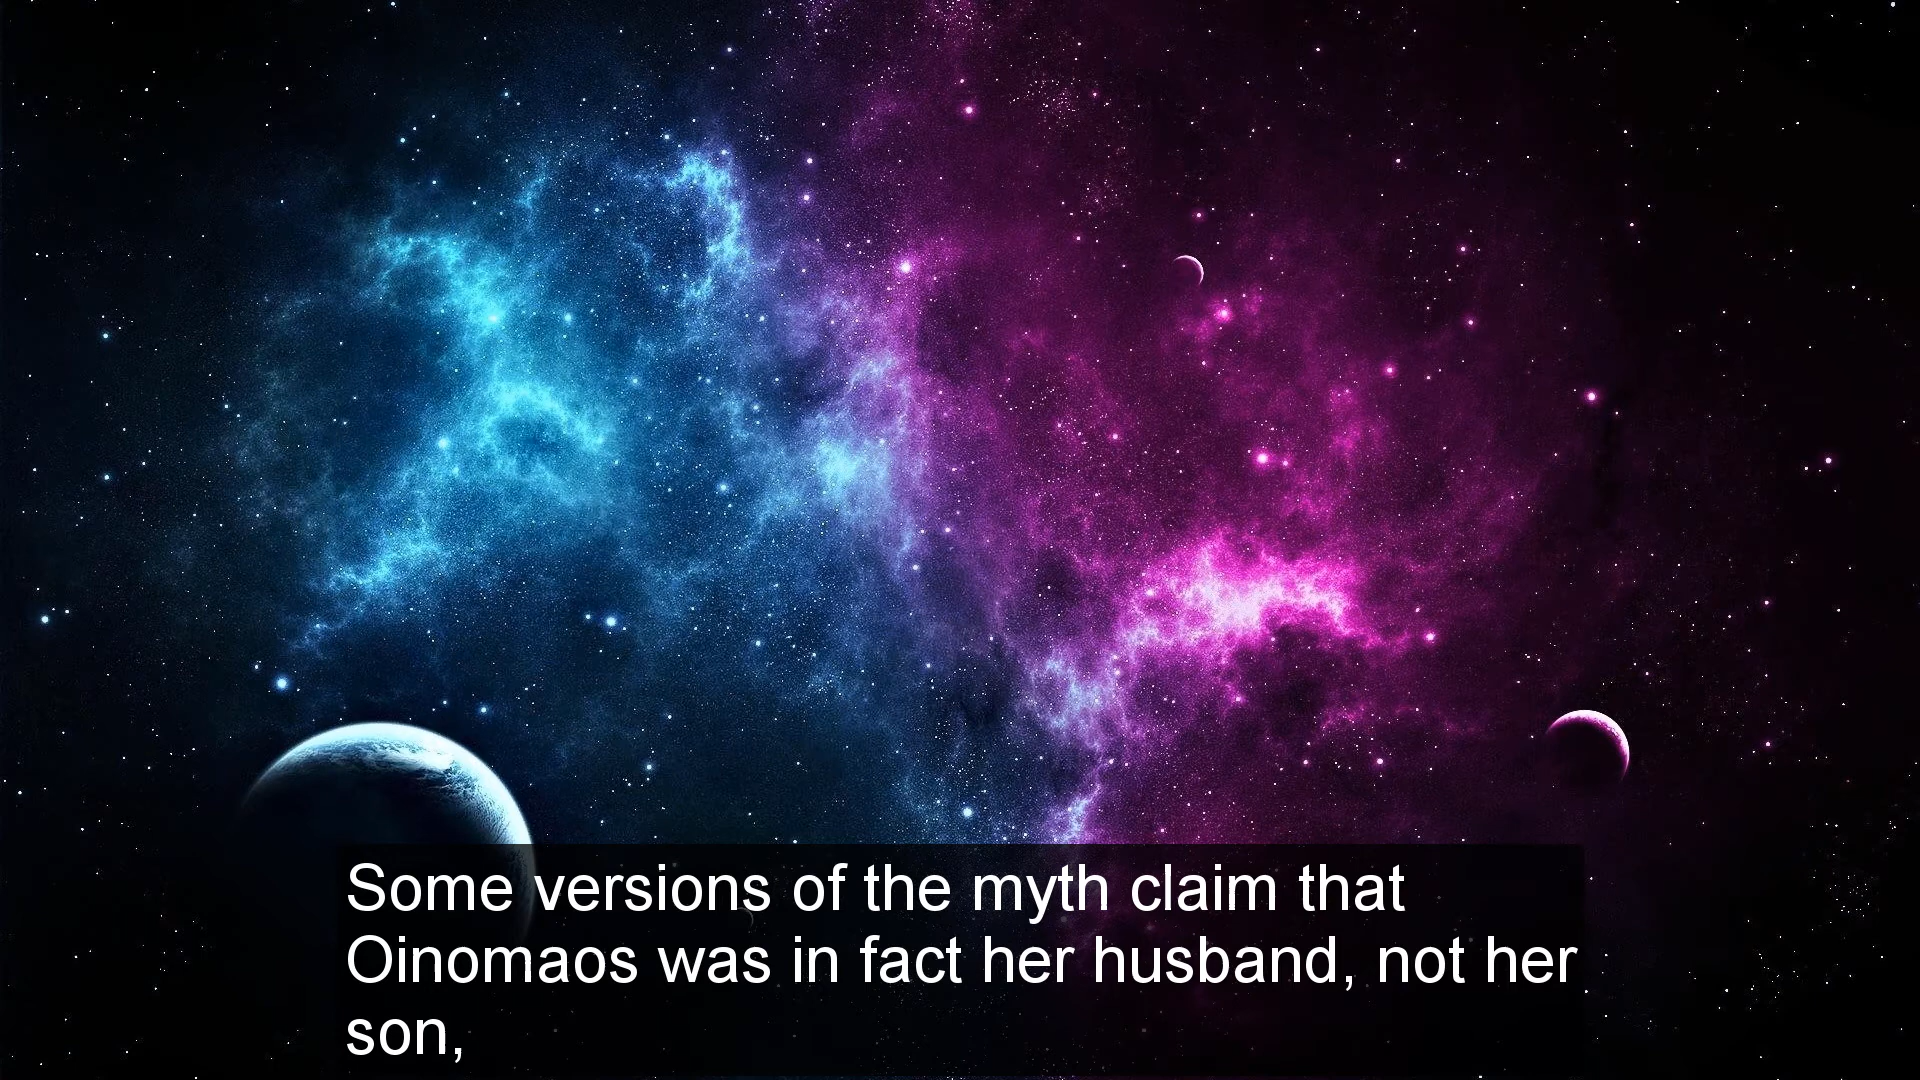 Some versions of the myth claim that
Oinomaos was in fact her husband, not her
son,